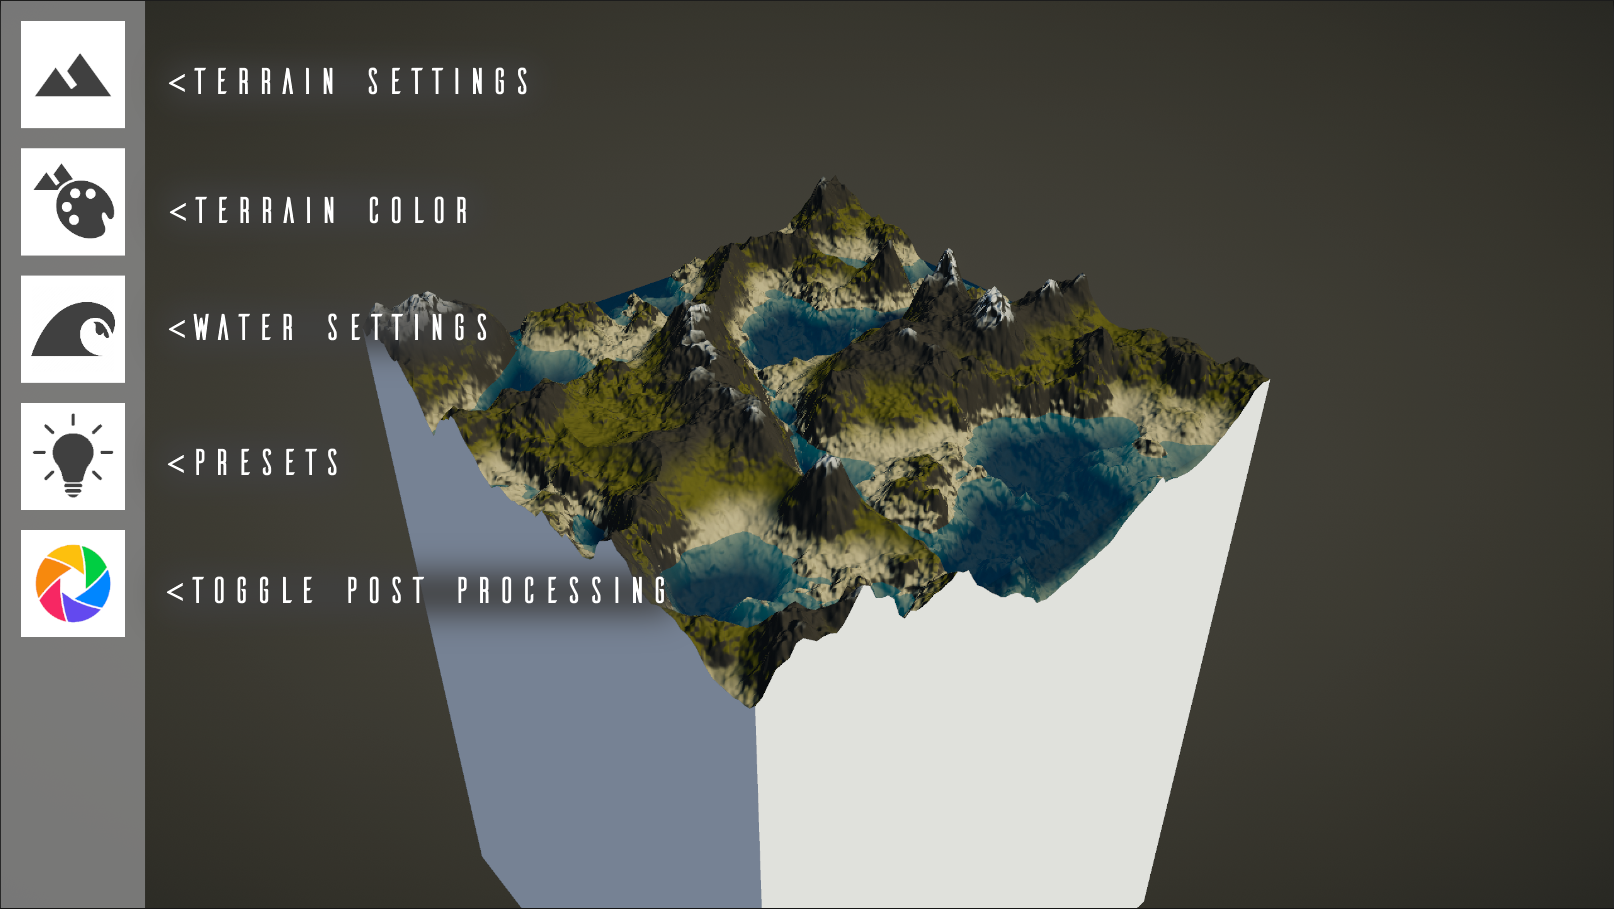 <TERRAIN SETTINGS
<TERRAIN COLOR
<WATER SETTINGS
<PRESETS
<TOGGLE POST PROCESSING